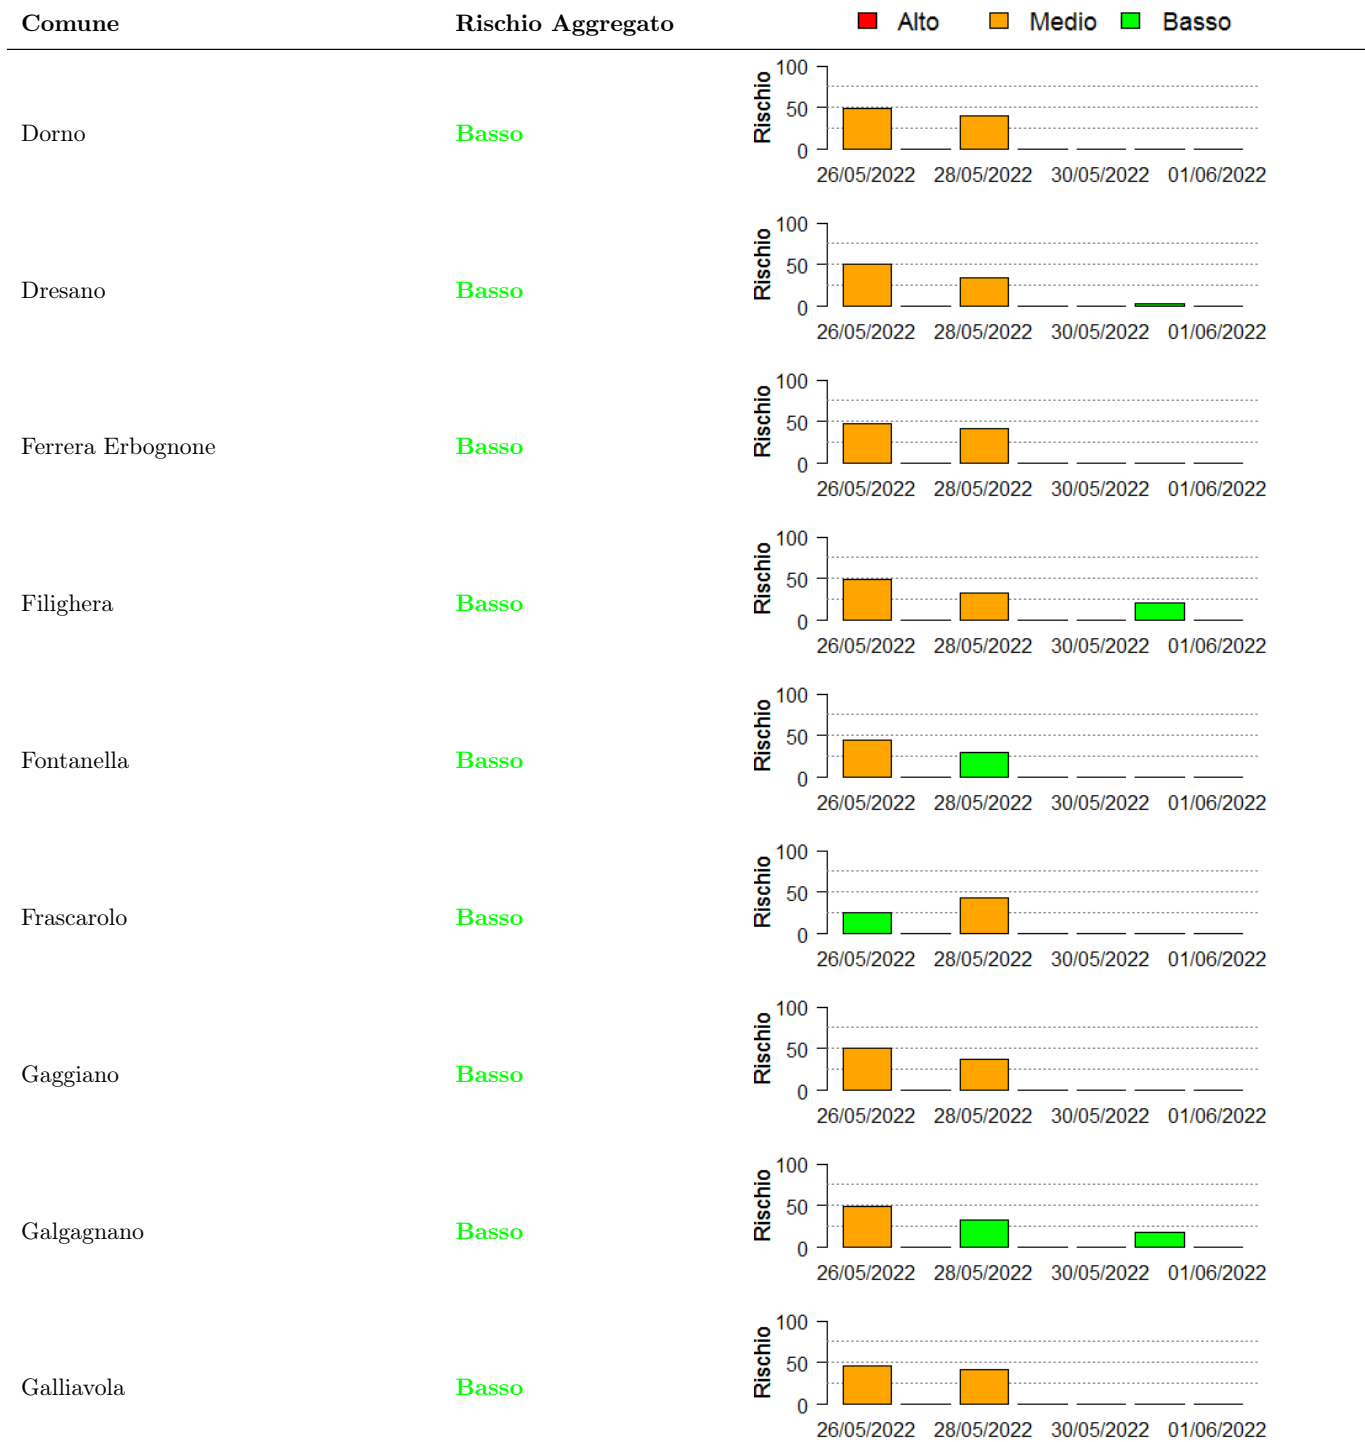 Comune Rischio Aggregato Alto Medio Basso
100
50
0
Rischio
Dorno Basso
26/05/2022 28/05/2022 30/05/2022 01/06/2022
100
50
0
Rischio
Dresano Basso
26/05/2022 28/05/2022 30/05/2022 01/06/2022
100
50
0
Rischio
Ferrera Erbognone Basso
26/05/2022 28/05/2022 30/05/2022 01/06/2022
100
50
0
Rischio
Filighera Basso
26/05/2022 28/05/2022 30/05/2022 01/06/2022
100
50
0
Rischio
Fontanella Basso
26/05/2022 28/05/2022 30/05/2022 01/06/2022
100
50
0
Rischio
Frascarolo Basso
26/05/2022 28/05/2022 30/05/2022 01/06/2022
100
50
0
Rischio
Gaggiano Basso
26/05/2022 28/05/2022 30/05/2022 01/06/2022
100
50
0
Rischio
Galgagnano Basso
26/05/2022 28/05/2022 30/05/2022 01/06/2022
100
50
0
Rischio
Galliavola Basso
26/05/2022 28/05/2022 30/05/2022 01/06/2022